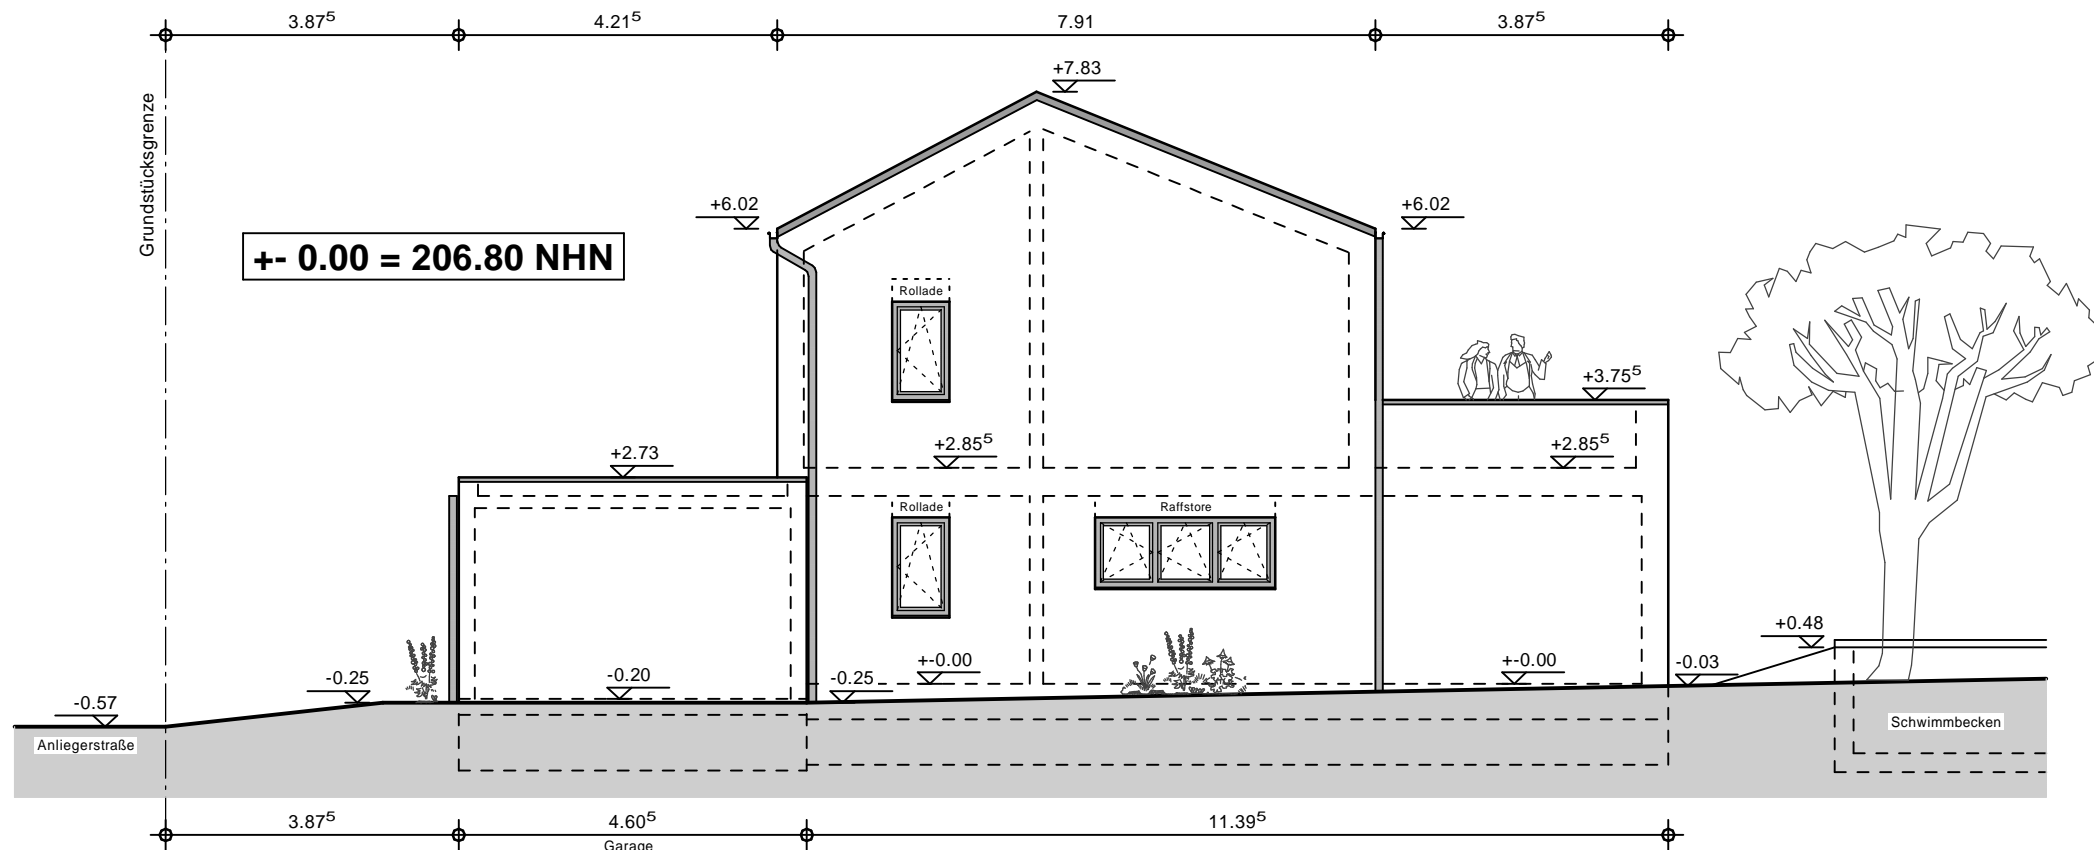 3.87⁵ 4.21⁵ 7.91 3.87⁵
+7.83
Grundstücksgrenze
+6.02 +6.02
+- 0.00 = 206.80 NHN
Rollade
+3.75⁵
+2.73 +2.85⁵ +2.85⁵
Rollade Raffstore
+0.48
-0.57 -0.25 -0.20 -0.25 +-0.00 +-0.00 -0.03
Anliegerstraße Schwimmbecken
3.87⁵ 4.60⁵ 11.39⁵
Garage